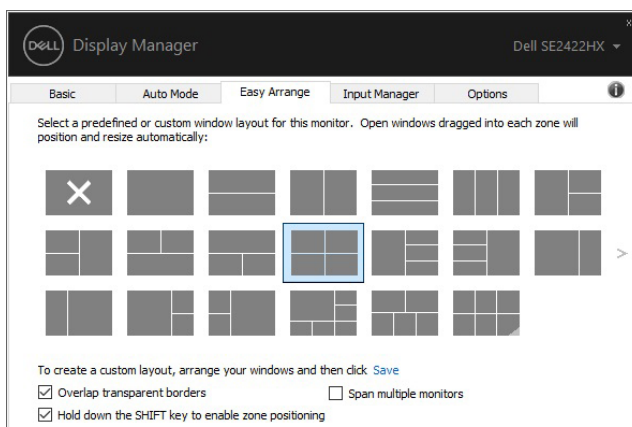 DELL Display Manager Dell SE2422HX
Basic Auto Mode Easy Arrange Input Manager Options
Select a predefined or custom window layout for this monitor. Open windows dragged into each zone will
position and resize automatically:
To create a custom layout, arrange your windows and then click Save
Overlap transparent borders Span multiple monitors
Hold down the SHIFT key to enable zone positioning